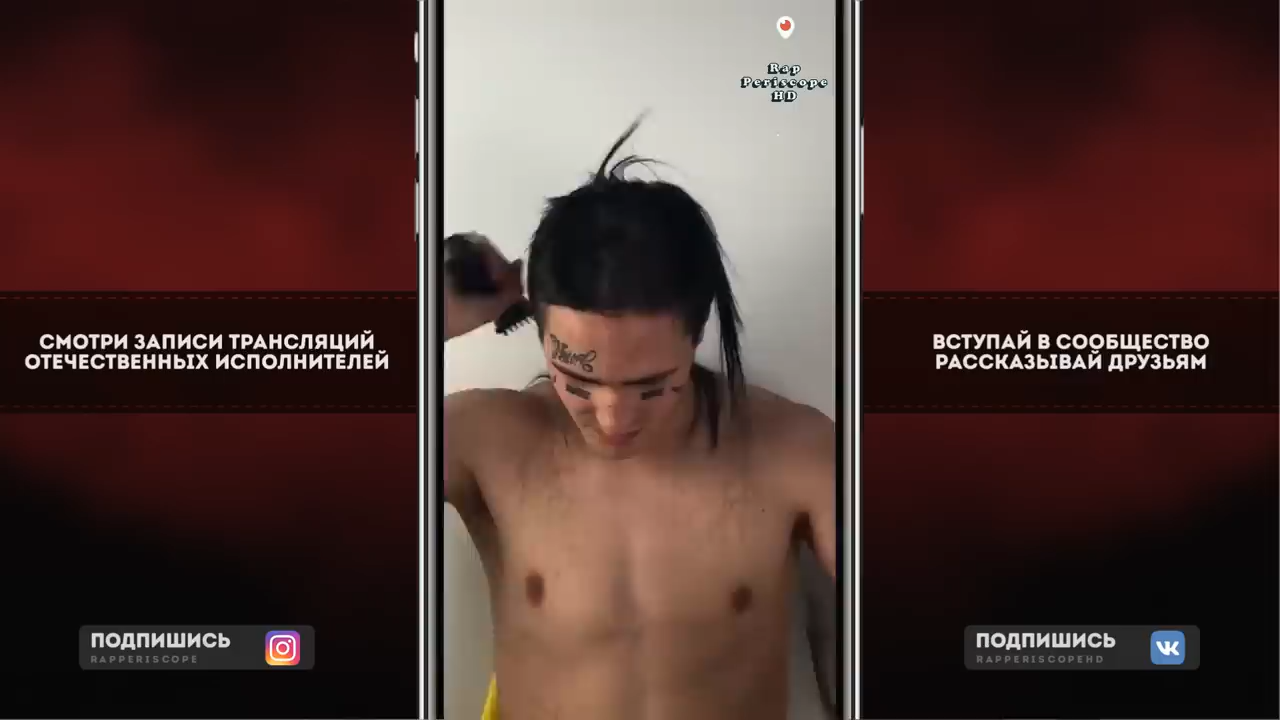 Rap
Periscope
HD
СМОТРИ ЗАПИСИ ТРАНСЛЯЦИЙ
ОТЕЧЕСТВЕННЫХ ИСПОЛНИТЕЛЕЙ
ВСТУПАЙ В СООБЩЕСТВО
РАССКАЗЫВАЙ ДРУЗЬЯМ
ПОДПИШИСЬ
RAPPERISCOPE
ПОДПИШИСЬ
RAPPERISCOPEHD